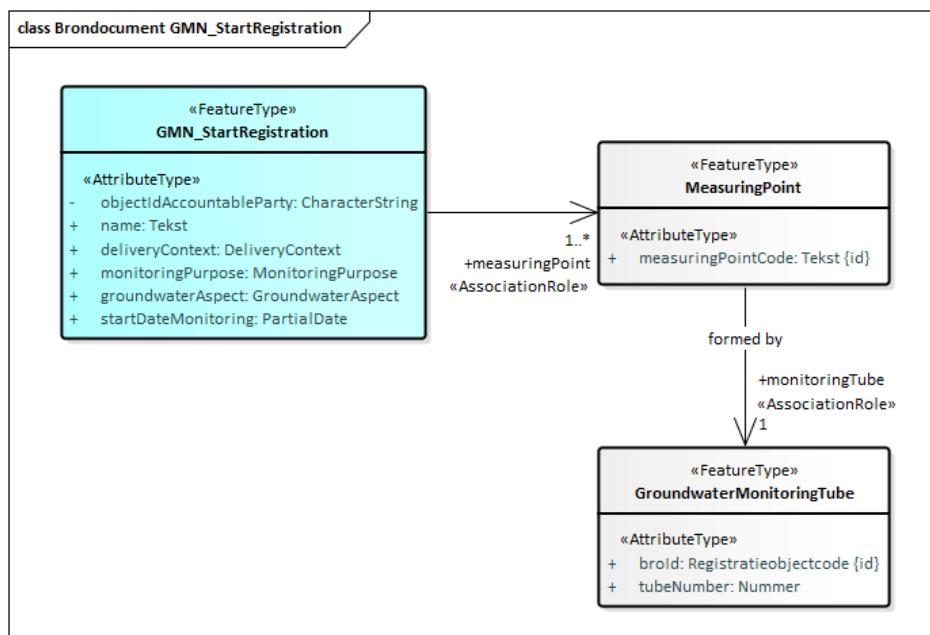 class Brondocument GMN_StartRegistration
«FeatureType»
GMN_StartRegistration
«AttributeType»
- objectIdAccountableParty: CharacterString
+ name: Tekst
+ deliveryContext: DeliveryContext
+ monitoringPurpose: MonitoringPurpose
+ groundwaterAspect: GroundwaterAspect
+ startDateMonitoring: PartialDate
1..*
+measuringPoint
«AssociationRole»
«FeatureType»
MeasuringPoint
«AttributeType»
+ measuringPointCode: Tekst {id}
formed by
+monitoringTube
«AssociationRole»
1
«FeatureType»
GroundwaterMonitoringTube
«AttributeType»
+ broId: Registratieobjectcode {id}
+ tubeNumber: Nummer